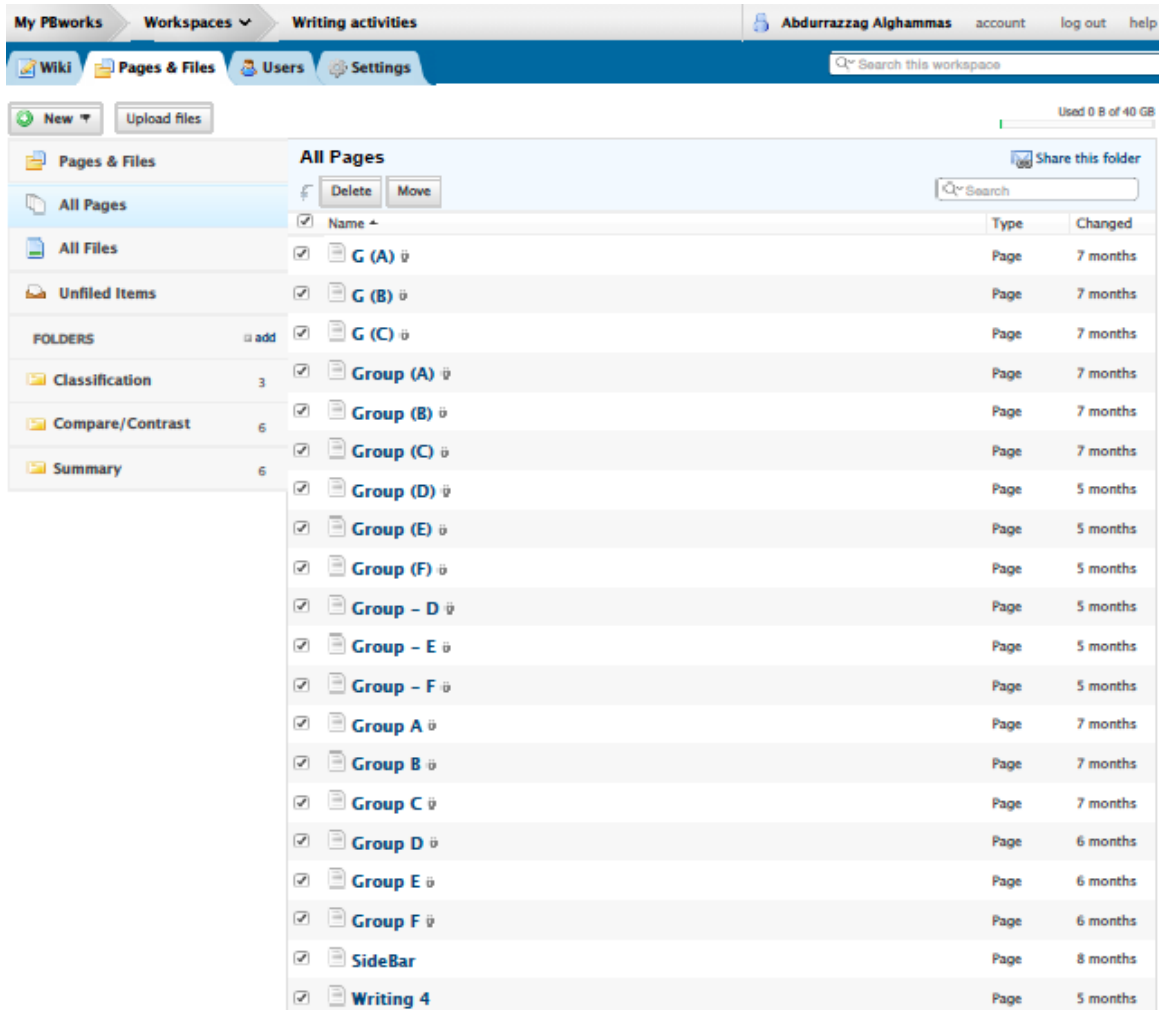 My PBworks Workspaces Writing activities Abdurrazzag Alghammas account log out help
Wiki Pages & Files Users Settings Search this workspace
New Upload files Used 0 B of 40 GB
Pages & Files
All Pages
All Files
Unfiled Items
FOLDERS add
Classification 3
Compare/Contrast 6
Summary 6
All Pages Share this folder
Delete Move Search
Name Type Changed
G (A) Page 7 months
G (B) Page 7 months
G (C) Page 7 months
Group (A) Page 7 months
Group (B) Page 7 months
Group (C) Page 7 months
Group (D) Page 5 months
Group (E) Page 5 months
Group (F) Page 5 months
Group – D Page 5 months
Group – E Page 5 months
Group – F Page 5 months
Group A Page 7 months
Group B Page 7 months
Group C Page 7 months
Group D Page 6 months
Group E Page 6 months
Group F Page 6 months
SideBar Page 8 months
Writing 4 Page 5 months